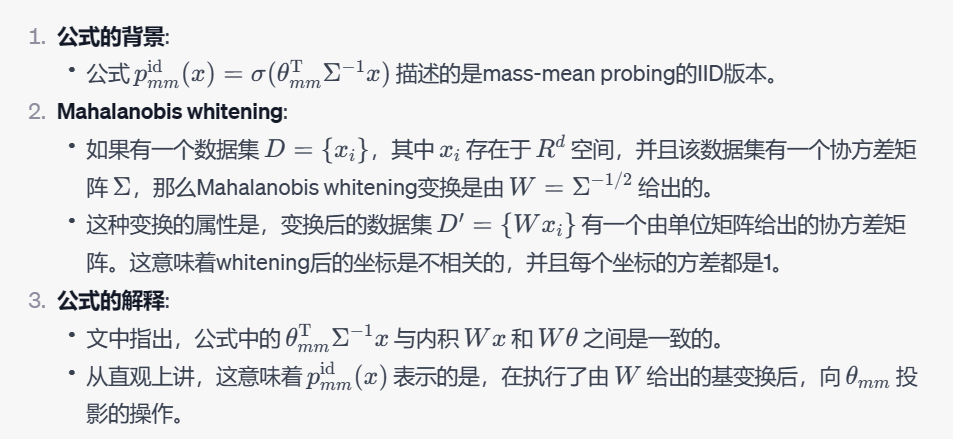 1. 公式的背景:
• 公式 $p_{mm}^{\mathrm{id}}(x) = \sigma(\theta_{mm}^{\mathrm{T}} \Sigma^{-1} x)$ 描述的是mass-mean probing的IID版本。
2. Mahalanobis whitening:
• 如果有一个数据集 $D = \{x_i\}$，其中 $x_i$ 存在于 $R^d$ 空间，并且该数据集有一个协方差矩
阵 $\Sigma$，那么Mahalanobis whitening变换是由 $W = \Sigma^{-1/2}$ 给出的。
• 这种变换的属性是，变换后的数据集 $D' = \{Wx_i\}$ 有一个由单位矩阵给出的协方差矩
阵。这意味着whitening后的坐标是不相关的，并且每个坐标的方差都是1。
3. 公式的解释:
• 文中指出，公式中的 $\theta_{mm}^{\mathrm{T}} \Sigma^{-1} x$ 与内积 $Wx$ 和 $W\theta$ 之间是一致的。
• 从直观上讲，这意味着 $p_{mm}^{\mathrm{id}}(x)$ 表示的是，在执行了由 $W$ 给出的基变换后，向 $\theta_{mm}$ 投
影的操作。